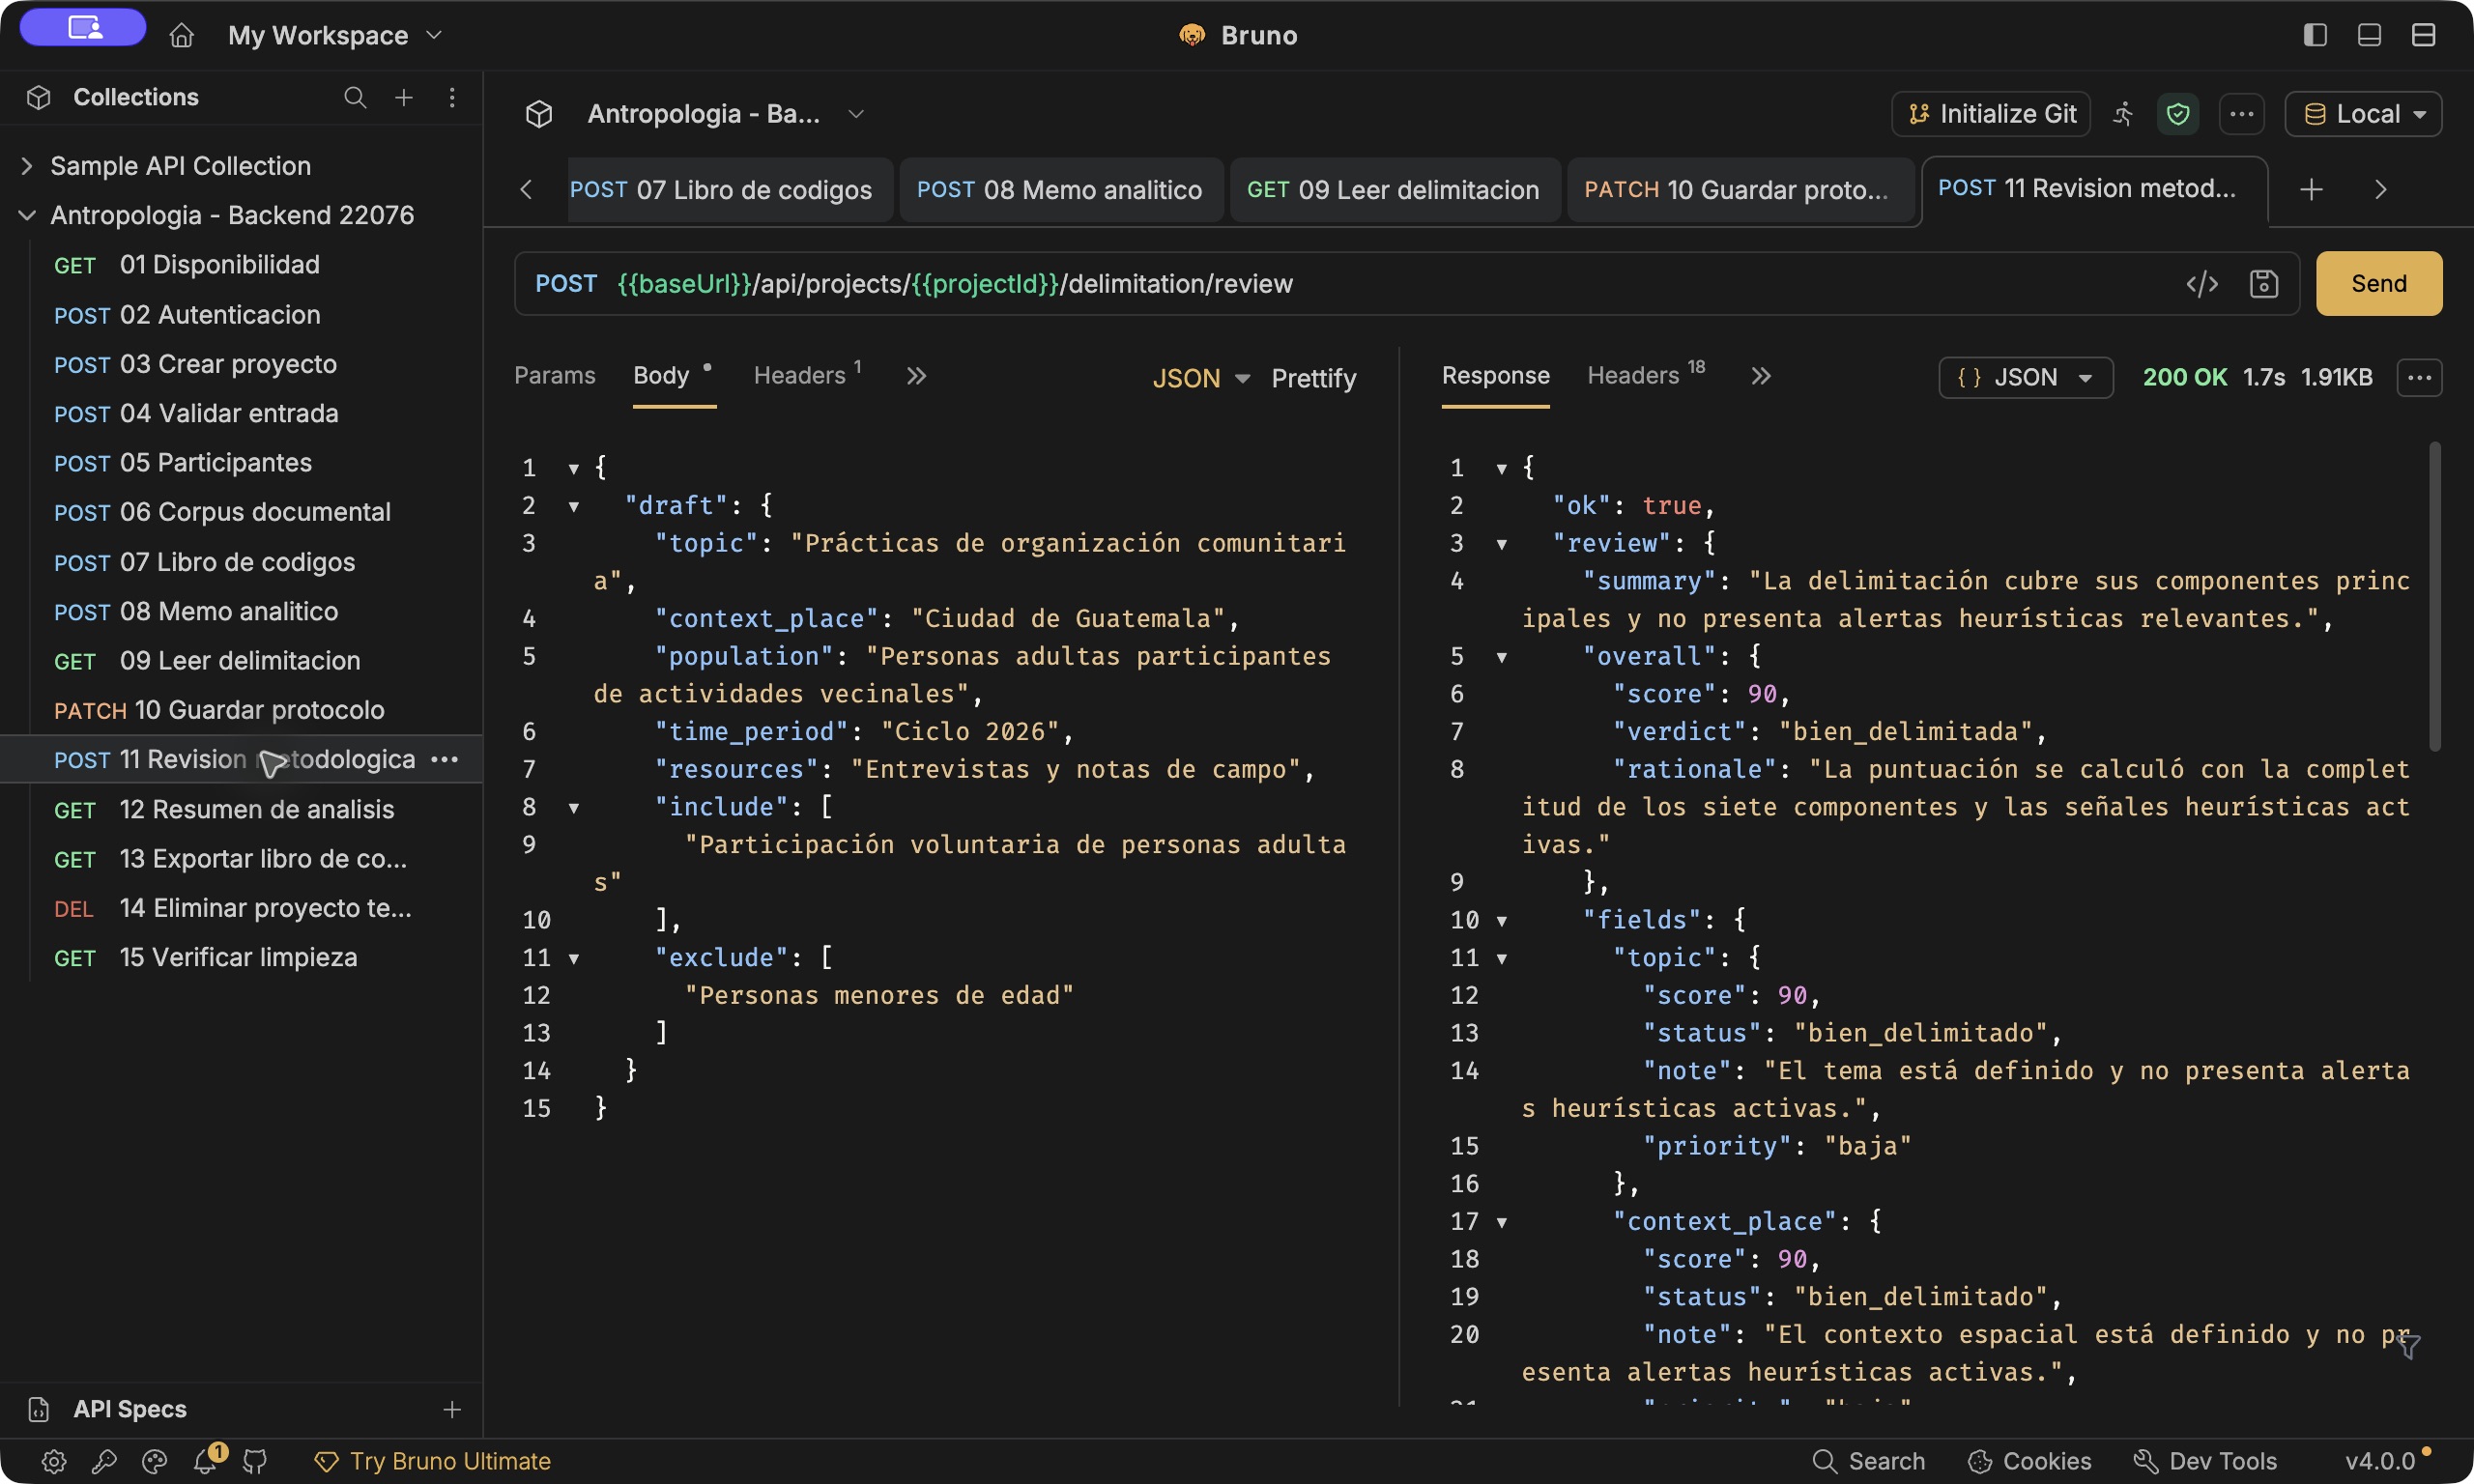 My Workspace
Bruno
Collections
Sample API Collection
Antropologia - Backend 22076
GET 01 Disponibilidad
POST 02 Autenticacion
POST 03 Crear proyecto
POST 04 Validar entrada
POST 05 Participantes
POST 06 Corpus documental
POST 07 Libro de codigos
POST 08 Memo analitico
GET 09 Leer delimitacion
PATCH 10 Guardar protocolo
POST 11 Revision metodologica
GET 12 Resumen de analisis
GET 13 Exportar libro de co...
DEL 14 Eliminar proyecto te...
GET 15 Verificar limpieza
API Specs
Antropologia - Ba...
Initialize Git
Local
POST 07 Libro de codigos
POST 08 Memo analitico
GET 09 Leer delimitacion
PATCH 10 Guardar proto...
POST 11 Revision metod...
POST {{baseUrl}}/api/projects/{{projectId}}/delimitation/review
Send
Params Body Headers 1
JSON Prettify
1 {
2 "draft": {
3 "topic": "Prácticas de organización comunitari
a",
4 "context_place": "Ciudad de Guatemala",
5 "population": "Personas adultas participantes
de actividades vecinales",
6 "time_period": "Ciclo 2026",
7 "resources": "Entrevistas y notas de campo",
8 "include": [
9 "Participación voluntaria de personas adulta
s"
10 ],
11 "exclude": [
12 "Personas menores de edad"
13 ]
14 }
15 }
Response Headers 18
{ } JSON 200 OK 1.7s 1.91KB
1 {
2 "ok": true,
3 "review": {
4 "summary": "La delimitación cubre sus componentes princ
ipales y no presenta alertas heurísticas relevantes.",
5 "overall": {
6 "score": 90,
7 "verdict": "bien_delimitada",
8 "rationale": "La puntuación se calculó con la complet
itud de los siete componentes y las señales heurísticas act
ivas."
9 },
10 "fields": {
11 "topic": {
12 "score": 90,
13 "status": "bien_delimitado",
14 "note": "El tema está definido y no presenta alerta
s heurísticas activas.",
15 "priority": "baja"
16 },
17 "context_place": {
18 "score": 90,
19 "status": "bien_delimitado",
20 "note": "El contexto espacial está definido y no pr
esenta alertas heurísticas activas.",
1
Try Bruno Ultimate
Search
Cookies
Dev Tools
v4.0.0